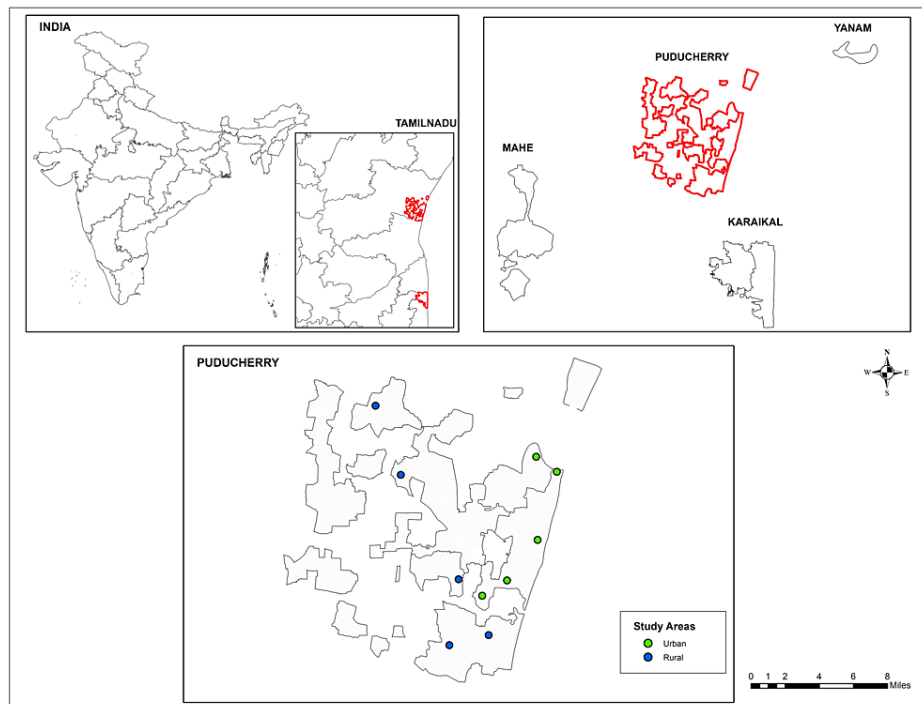 INDIA
TAMILNADU
YANAM
PUDUCHERRY
MAHE
KARAIKAL
PUDUCHERRY
N
W E
S
Study Areas
Urban
Rural
0 1 2 4 6 8
Miles